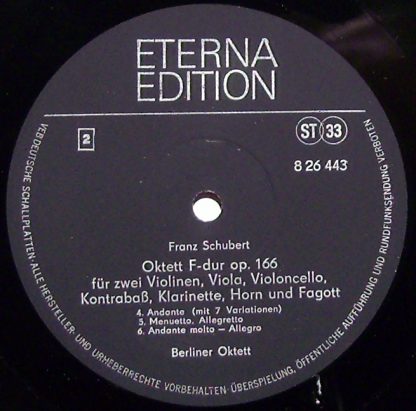 ETERNA
EDITION
2
ST 33
8 26 443
Franz Schubert
Oktett F-dur op. 166
für zwei Violinen, Viola, Violoncello,
Kontrabaß, Klarinette, Horn und Fagott
4. Andante (mit 7 Variationen)
5. Menuetto. Allegretto
6. Andante molto – Allegro
Berliner Oktett
VEB DEUTSCHE SCHALLPLATTEN · ALLE HERSTELLER- UND URHEBERRECHTE VORBEHALTEN · ÜBERSPIELUNG, ÖFFENTLICHE AUFFÜHRUNG UND RUNDFUNKSENDUNG VERBOTEN